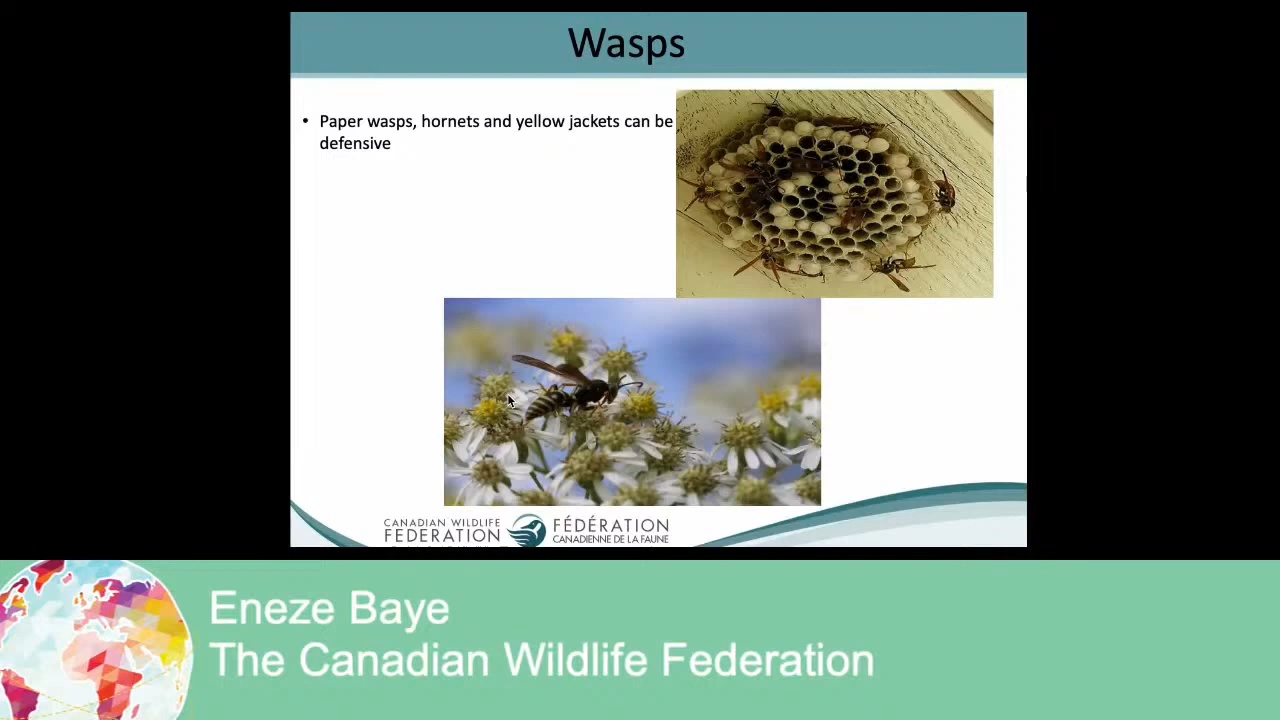 Wasps
• Paper wasps, hornets and yellow jackets can be
defensive
CANADIAN WILDLIFE
FEDERATION
FÉDÉRATION
CANADIENNE DE LA FAUNE
Eneze Baye
The Canadian Wildlife Federation